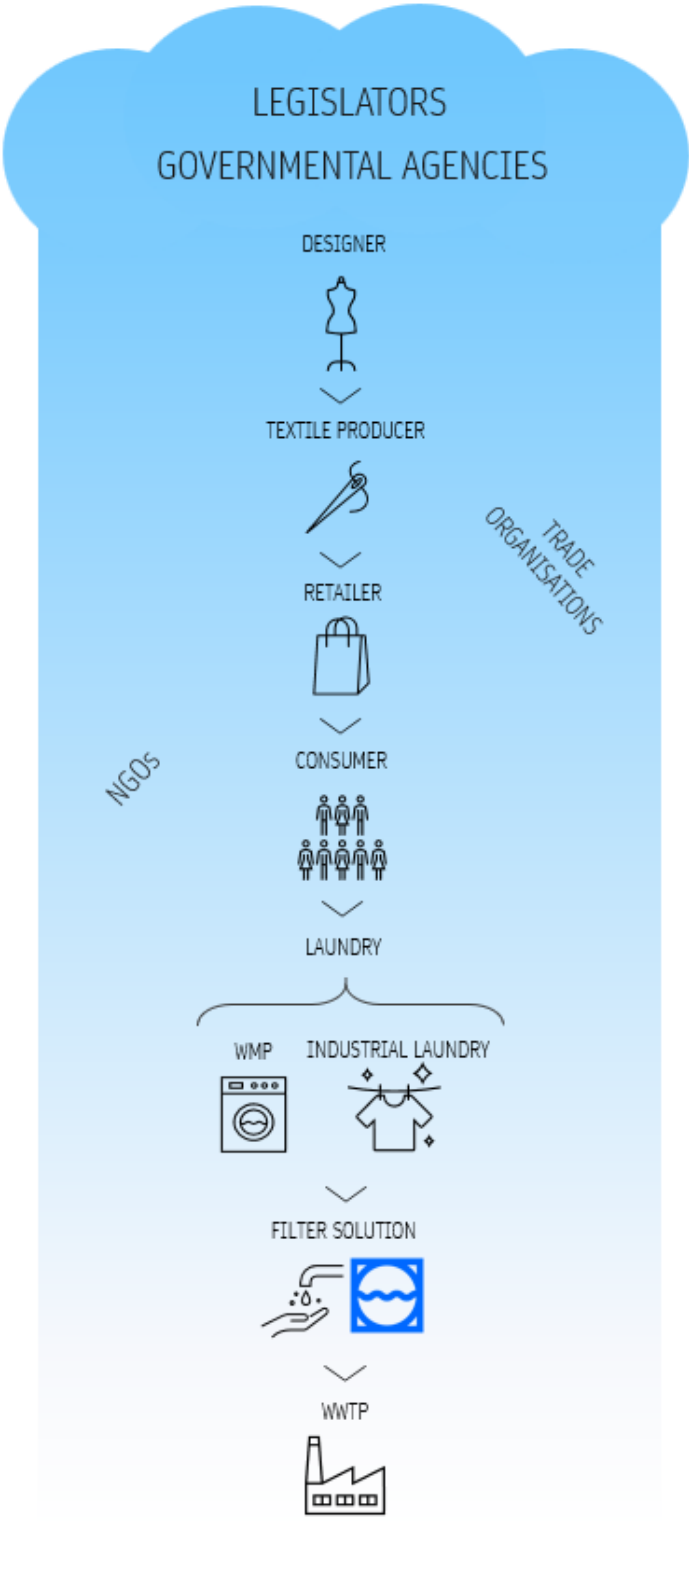 LEGISLATORS
GOVERNMENTAL AGENCIES
DESIGNER
TEXTILE PRODUCER
TRADE
ORGANISATIONS
RETAILER
NGOs
CONSUMER
LAUNDRY
WMP
INDUSTRIAL LAUNDRY
FILTER SOLUTION
WWTP